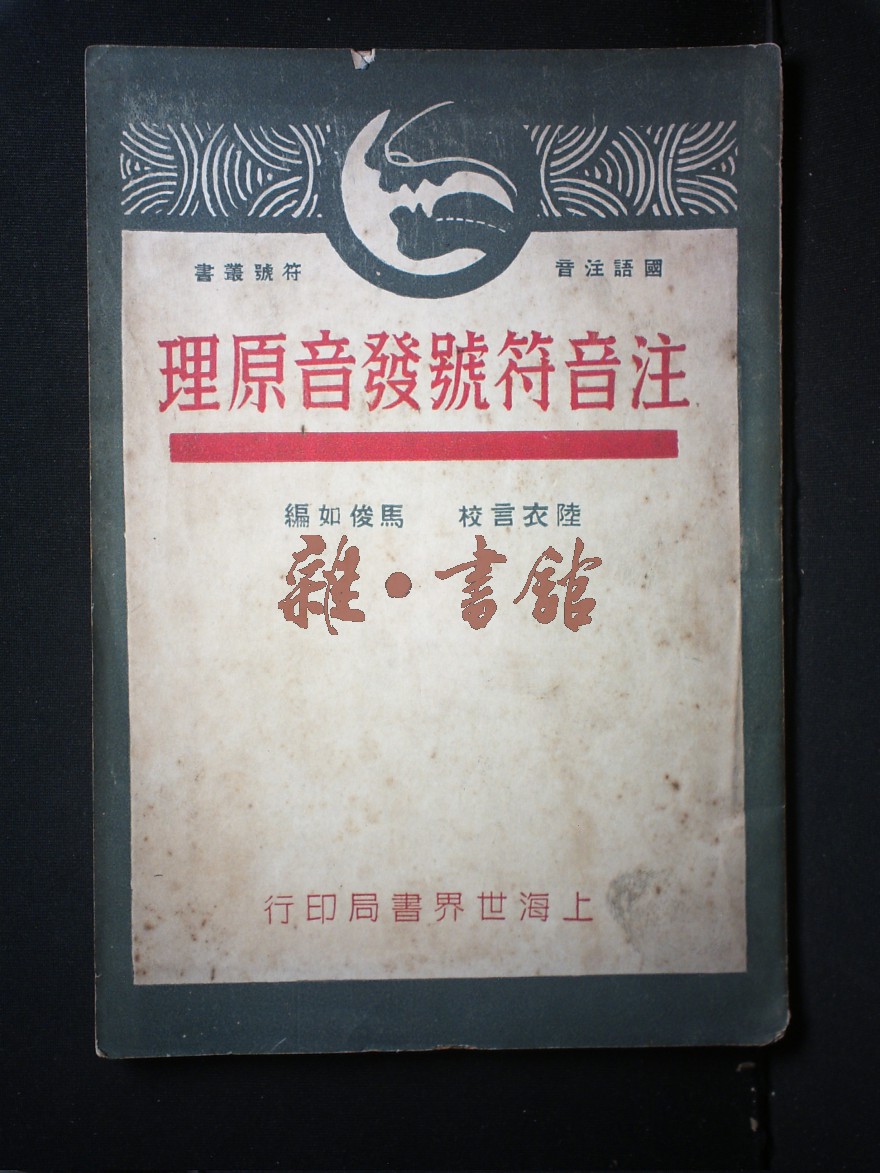 國語注音符號叢書
注音符號發音原理
陸衣言校 馬俊如編
雜·書館
上海世界書局印行